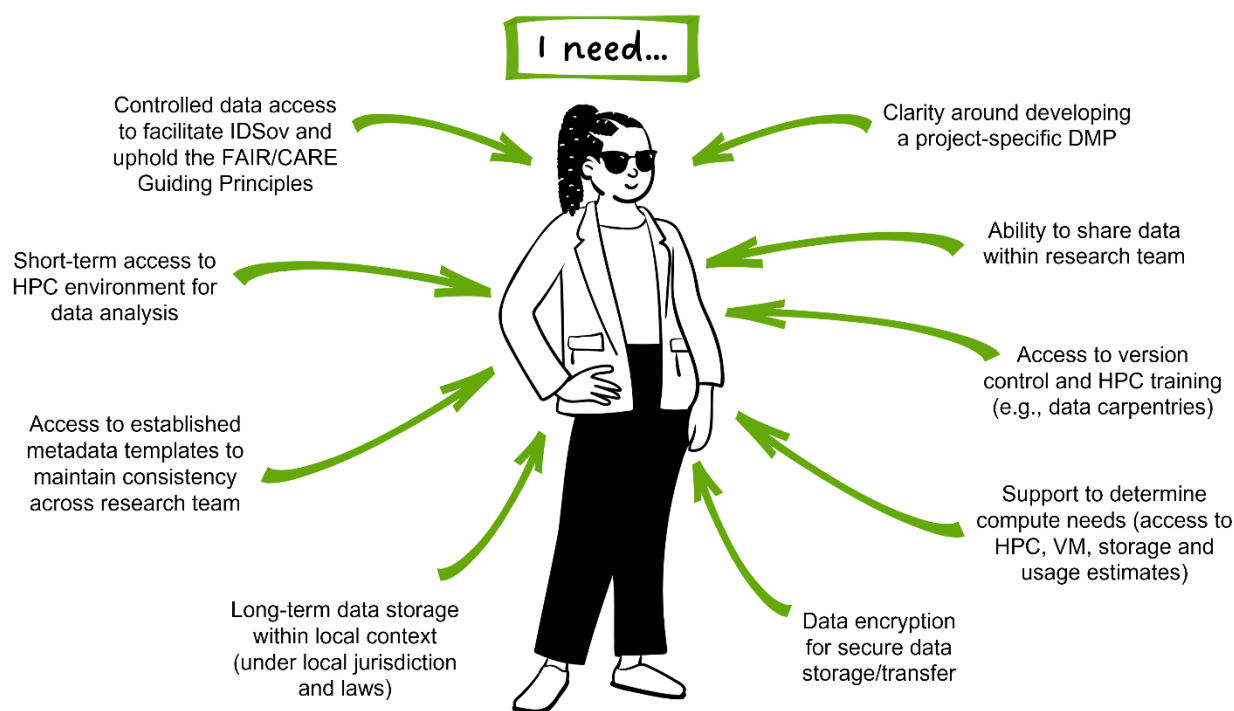 I need...
Controlled data access
to facilitate IDSov and
uphold the FAIR/CARE
Guiding Principles
Clarity around developing
a project-specific DMP
Short-term access to
HPC environment for
data analysis
Ability to share data
within research team
Access to version
control and HPC training
(e.g., data carpentries)
Access to established
metadata templates to
maintain consistency
across research team
Support to determine
compute needs (access to
HPC, VM, storage and
usage estimates)
Long-term data storage
within local context
(under local jurisdiction
and laws)
Data encryption
for secure data
storage/transfer